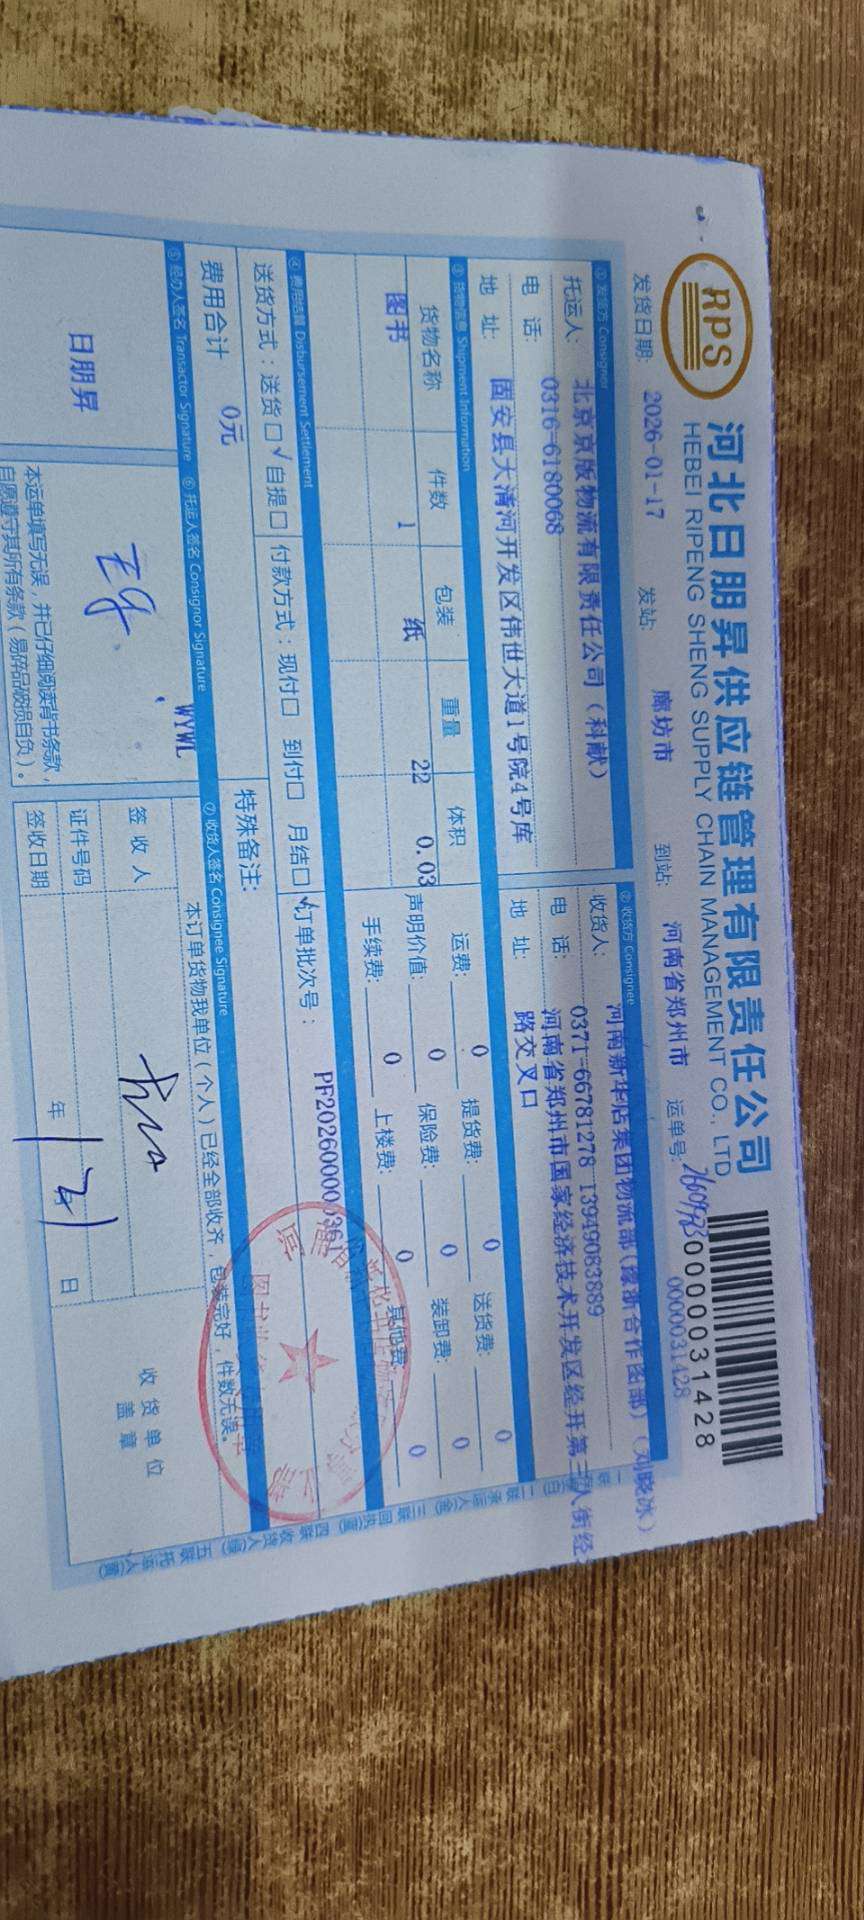 RPS
河北日朋昇供应链管理有限责任公司
HEBEI RIPENG SHENG SUPPLY CHAIN MANAGEMENT CO., LTD
0000031428
发货日期: 2026-01-17 发站: 廊坊市 到站: 河南省郑州市 运单号: 0000031428
① 发货方 Consignor
托运人: 北京京版物流有限责任公司（科献）
电 话: 0316-6180068
地 址: 固安县大清河开发区伟世大道1号院4号库
② 收货方 Consignee
收货人: 河南新华店集团物流部(缘浙合作图部)(刘晓冰)
电 话: 0371-66781278 13949083889
地 址: 河南省郑州市国家经济技术开发区经开第三人街经
路交叉口
③ 货物信息 Shipment Information
货物名称 件数 包装 重量 体积
图书 1 纸 22 0.03
运费: 0 提货费: 0 送货费: 0
声明价值: 0 保险费: 0 装卸费: 0
手续费: 0 上楼费: 0 其他费: 0
④ 费用结算 Disbursement Settlement
送货方式：送货□√自提□ 付款方式：现付□ 到付□ 月结□√ 订单批次号： PF20260000036
费用合计 0元
特殊备注:
⑤ 经办人签名 Transactor Signature
日朋昇
⑥ 托运人签名 Consignor Signature
WYWL
本运单填写无误，并已仔细阅读背书条款，
自愿遵守其所有条款（易碎品破损自负）。
⑦ 收货人签名 Consignee Signature
本订单货物我单位（个人）已经全部收齐，包装完好，件数无误。
签 收 人
证件号码
签收日期 年 1 21 日
收 货 单 位
盖 章